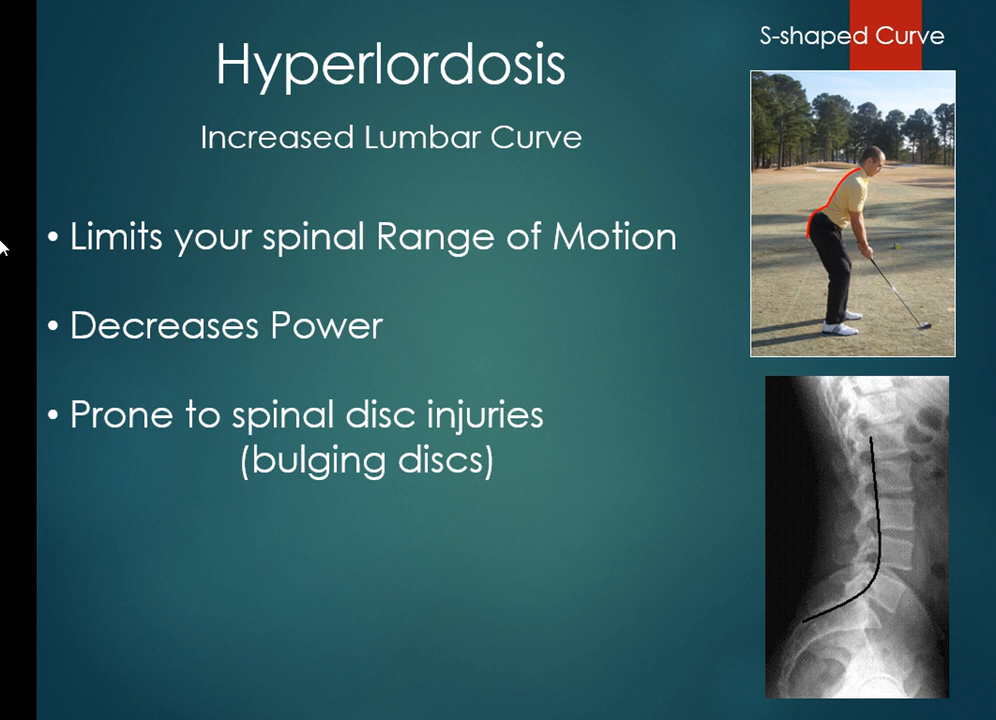 S-shaped Curve
Hyperlordosis
Increased Lumbar Curve
• Limits your spinal Range of Motion
• Decreases Power
• Prone to spinal disc injuries
(bulging discs)